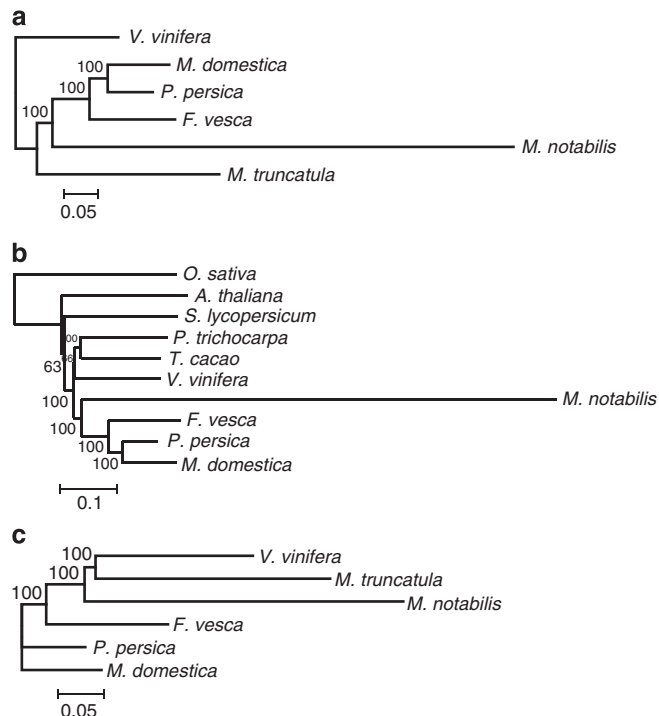 a
V. vinifera
100
M. domestica
100
P. persica
100
F. vesca
M. notabilis
M. truncatula
0.05
b
O. sativa
A. thaliana
S. lycopersicum
P. trichocarpa
T. cacao
63
V. vinifera
100
M. notabilis
100
F. vesca
100
P. persica
100
M. domestica
0.1
c
100
V. vinifera
100
M. truncatula
100
M. notabilis
F. vesca
P. persica
M. domestica
0.05